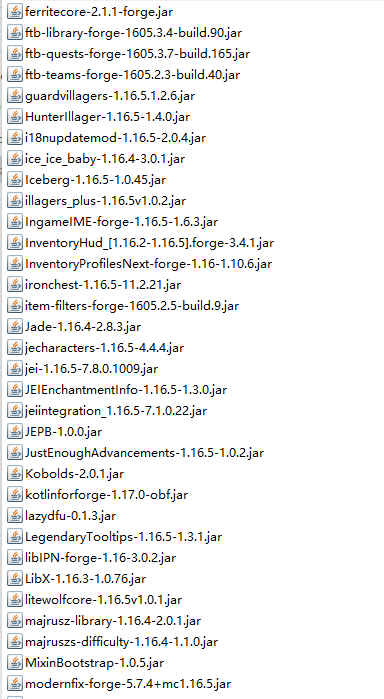 ferritecore-2.1.1-forge.jar
ftb-library-forge-1605.3.4-build.90.jar
ftb-quests-forge-1605.3.7-build.165.jar
ftb-teams-forge-1605.2.3-build.40.jar
guardvillagers-1.16.5.1.2.6.jar
HunterIllager-1.16.5-1.4.0.jar
i18nupdatemod-1.16.5-2.0.4.jar
ice_ice_baby-1.16.4-3.0.1.jar
Iceberg-1.16.5-1.0.45.jar
illagers_plus-1.16.5v1.0.2.jar
IngameIME-forge-1.16.5-1.6.3.jar
InventoryHud_[1.16.2-1.16.5].forge-3.4.1.jar
InventoryProfilesNext-forge-1.16-1.10.6.jar
ironchest-1.16.5-11.2.21.jar
item-filters-forge-1605.2.5-build.9.jar
Jade-1.16.4-2.8.3.jar
jecharacters-1.16.5-4.4.4.jar
jei-1.16.5-7.8.0.1009.jar
JEIEnchantmentInfo-1.16.5-1.3.0.jar
jeiintegration_1.16.5-7.1.0.22.jar
JEPB-1.0.0.jar
JustEnoughAdvancements-1.16.5-1.0.2.jar
Kobolds-2.0.1.jar
kotlinforforge-1.17.0-obf.jar
lazydfu-0.1.3.jar
LegendaryTooltips-1.16.5-1.3.1.jar
libIPN-forge-1.16-3.0.2.jar
LibX-1.16.3-1.0.76.jar
litewolfcore-1.16.5v1.0.1.jar
majrusz-library-1.16.4-2.0.1.jar
majruszs-difficulty-1.16.4-1.1.0.jar
MixinBootstrap-1.0.5.jar
modernfix-forge-5.7.4+mc1.16.5.jar